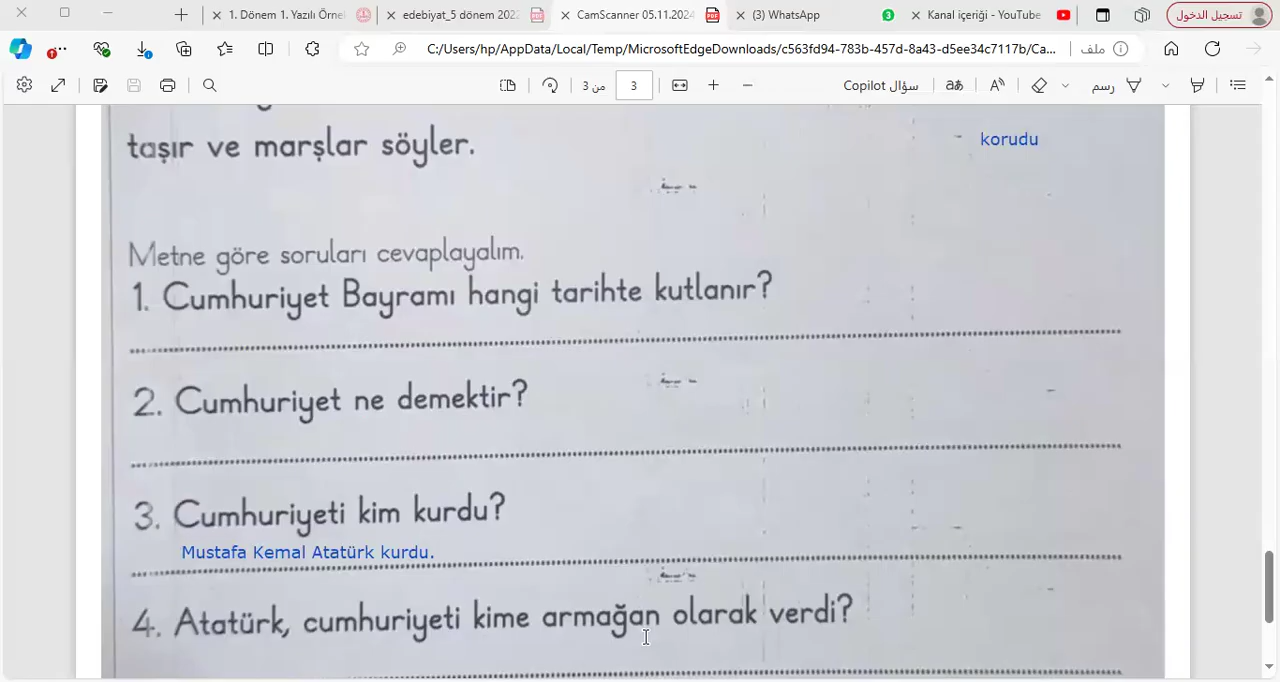 1. Dönem 1. Yazılı Örne
edebiyat_5 dönem 202
CamScanner 05.11.2024
(3) WhatsApp
3
Kanal içeriği - YouTube
تسجيل الدخول
C:/Users/hp/AppData/Local/Temp/MicrosoftEdgeDownloads/c563fd94-783b-457d-8a43-d5ee34c7117b/Ca...
ملف
من 3
3
سؤال Copilot
رسم
taşır ve marşlar söyler.
korudu
Metne göre soruları cevaplayalım.
1. Cumhuriyet Bayramı hangi tarihte kutlanır?
2. Cumhuriyet ne demektir?
3. Cumhuriyeti kim kurdu?
Mustafa Kemal Atatürk kurdu.
4. Atatürk, cumhuriyeti kime armağan olarak verdi?